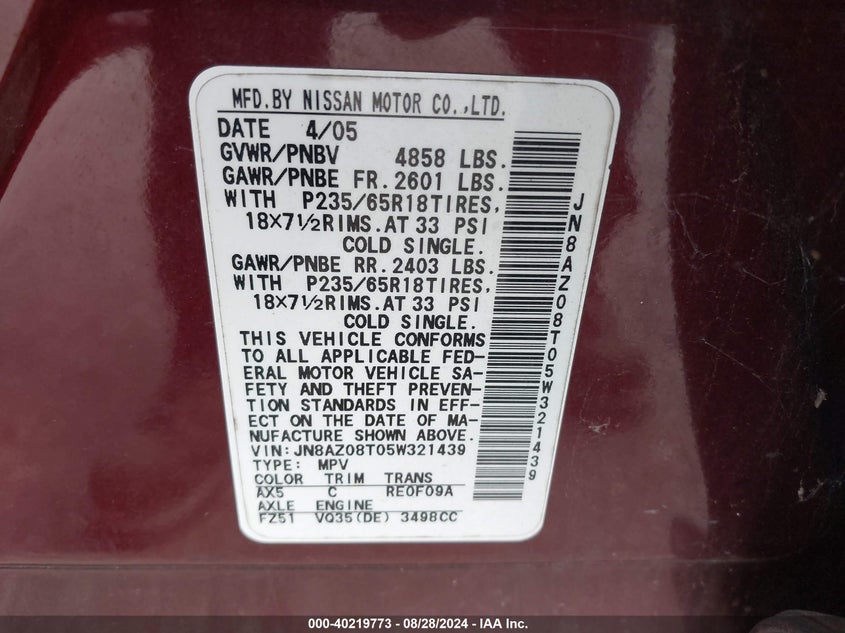 MFD.BY NISSAN MOTOR CO.,LTD.
DATE 4/05
GVWR/PNBV 4858 LBS.
GAWR/PNBE FR.2601 LBS.
WITH P235/65R18TIRES,
18X7½RIMS.AT 33 PSI
COLD SINGLE.
GAWR/PNBE RR.2403 LBS.
WITH P235/65R18TIRES,
18X7½RIMS.AT 33 PSI
COLD SINGLE.
THIS VEHICLE CONFORMS
TO ALL APPLICABLE FED-
ERAL MOTOR VEHICLE SA-
FETY AND THEFT PREVEN-
TION STANDARDS IN EFF-
ECT ON THE DATE OF MA-
NUFACTURE SHOWN ABOVE.
VIN:JN8AZ08T05W321439
TYPE: MPV
COLOR TRIM TRANS
AX5 C RE0F09A
AXLE ENGINE
FZ51 VQ35(DE) 3498CC
JN8AZ08T05W321439
000-40219773 - 08/28/2024 - IAA Inc.